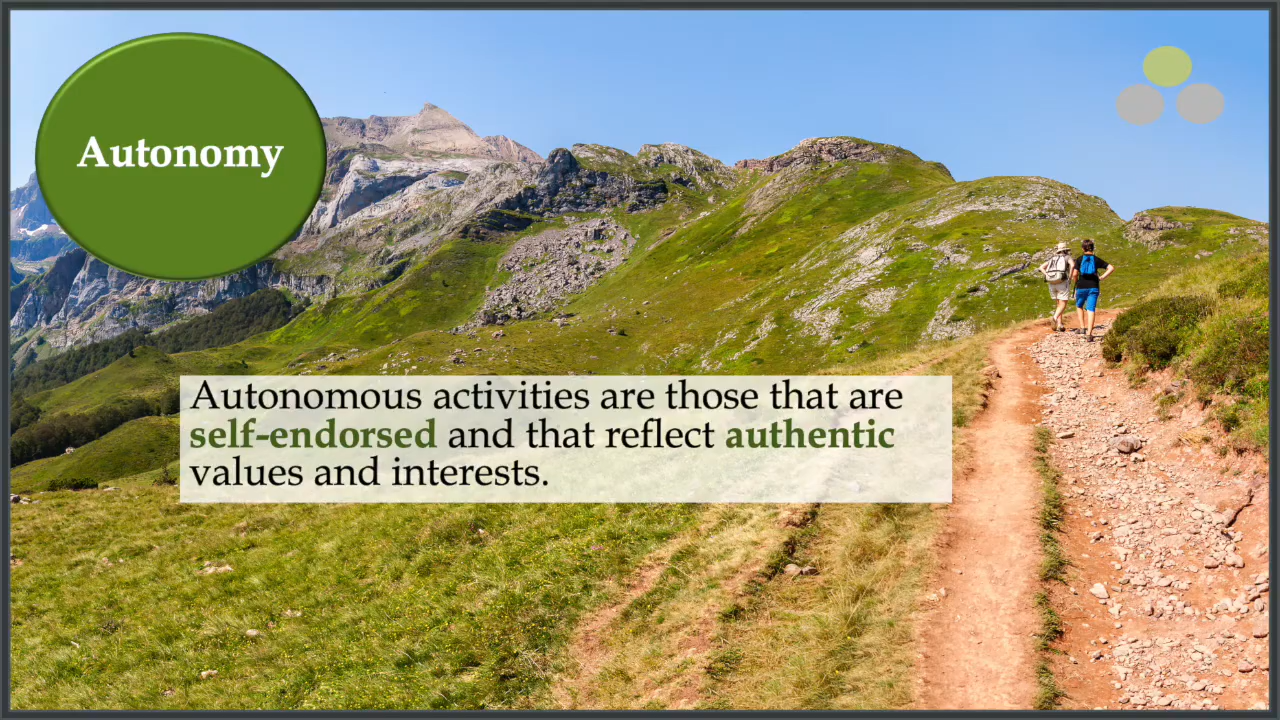 Autonomy
Autonomous activities are those that are
self-endorsed and that reflect authentic
values and interests.